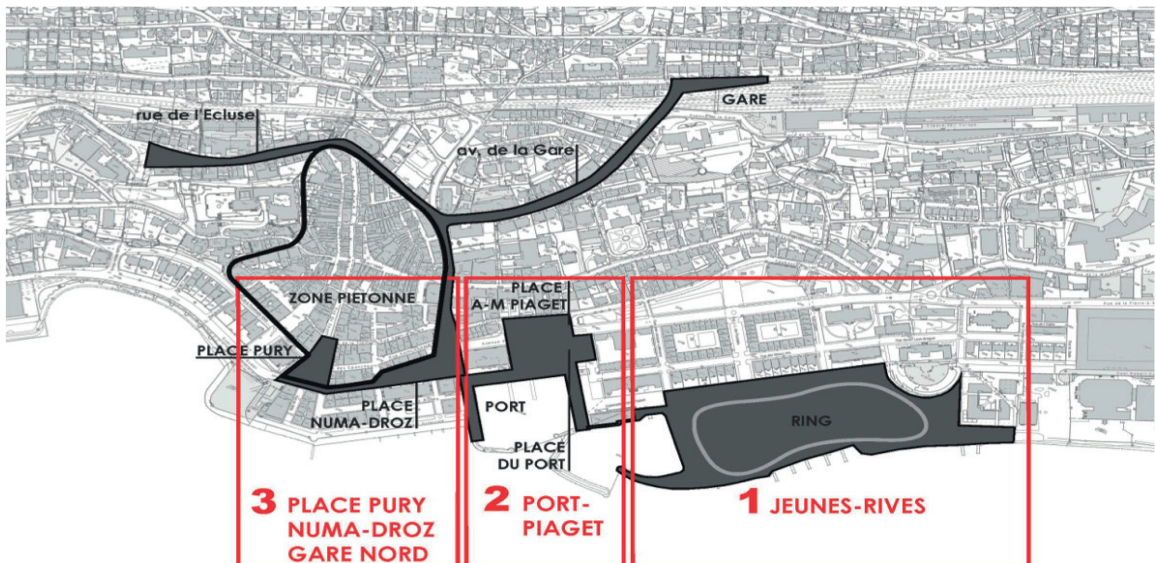 GARE
rue de l'Ecluse
av. de la Gare
ZONE PIETONNE
PLACE
A-M PIAGET
PLACE PURY
PLACE
NUMA-DROZ
PORT
PLACE
DU PORT
RING
3 PLACE PURY
NUMA-DROZ
GARE NORD
2 PORT-
PIAGET
1 JEUNES-RIVES